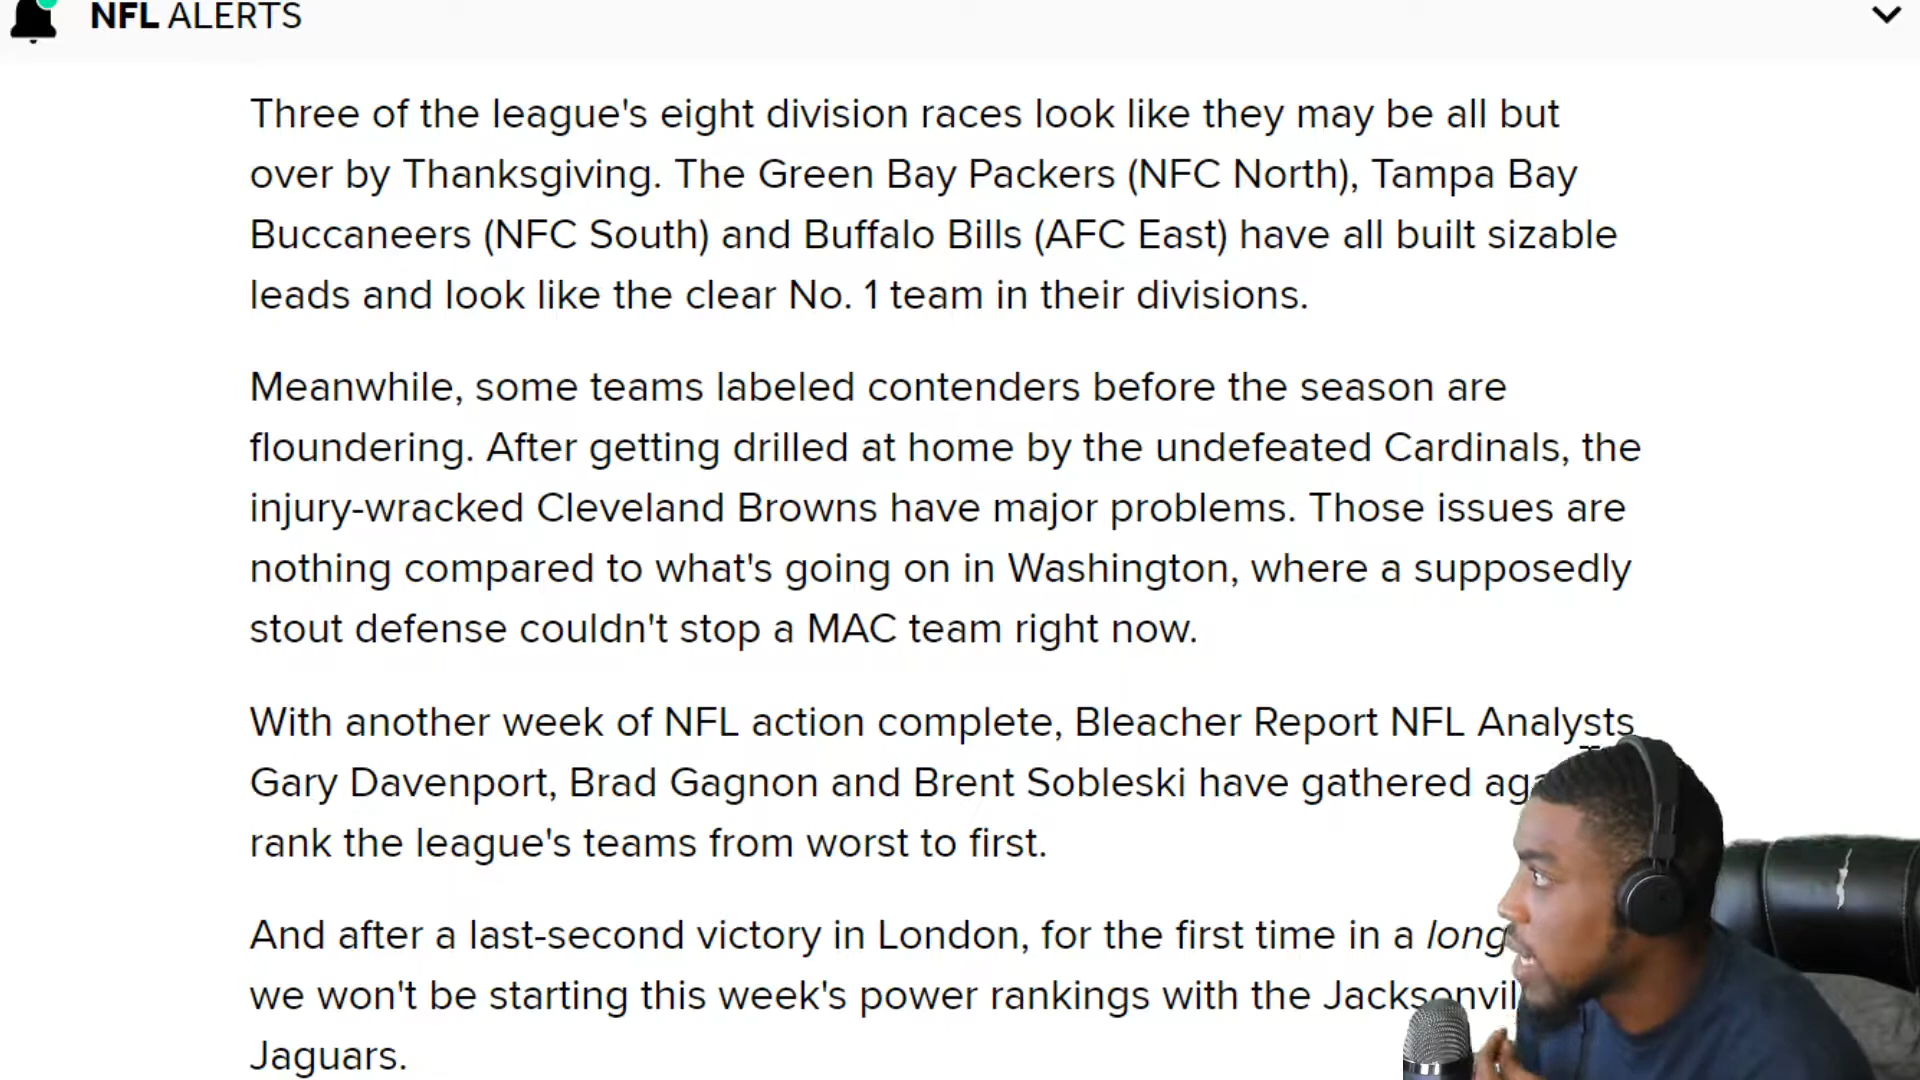 NFL ALERTS
Three of the league's eight division races look like they may be all but
over by Thanksgiving. The Green Bay Packers (NFC North), Tampa Bay
Buccaneers (NFC South) and Buffalo Bills (AFC East) have all built sizable
leads and look like the clear No. 1 team in their divisions.
Meanwhile, some teams labeled contenders before the season are
floundering. After getting drilled at home by the undefeated Cardinals, the
injury-wracked Cleveland Browns have major problems. Those issues are
nothing compared to what's going on in Washington, where a supposedly
stout defense couldn't stop a MAC team right now.
With another week of NFL action complete, Bleacher Report NFL Analysts
Gary Davenport, Brad Gagnon and Brent Sobleski have gathered
rank the league's teams from worst to first.
And after a last-second victory in London, for the first time in a long
we won't be starting this week's power rankings with the
Jaguars.